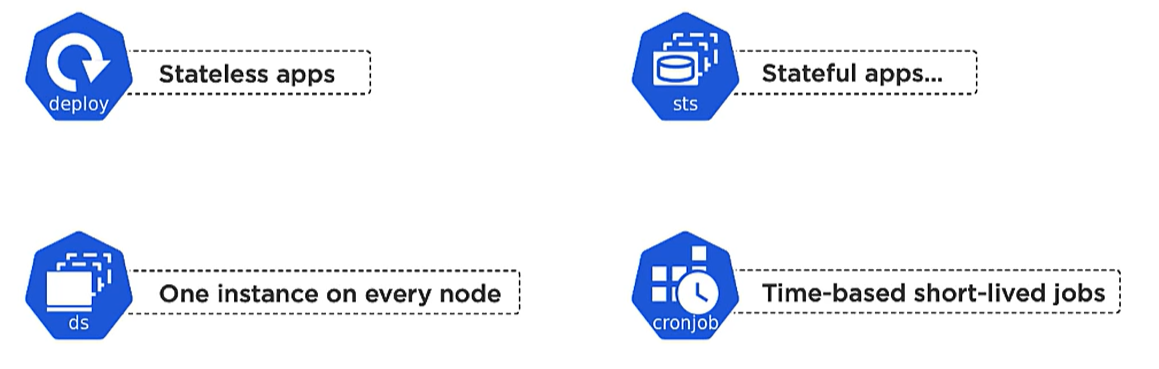 deploy
Stateless apps
sts
Stateful apps...
ds
One instance on every node
cronjob
Time-based short-lived jobs